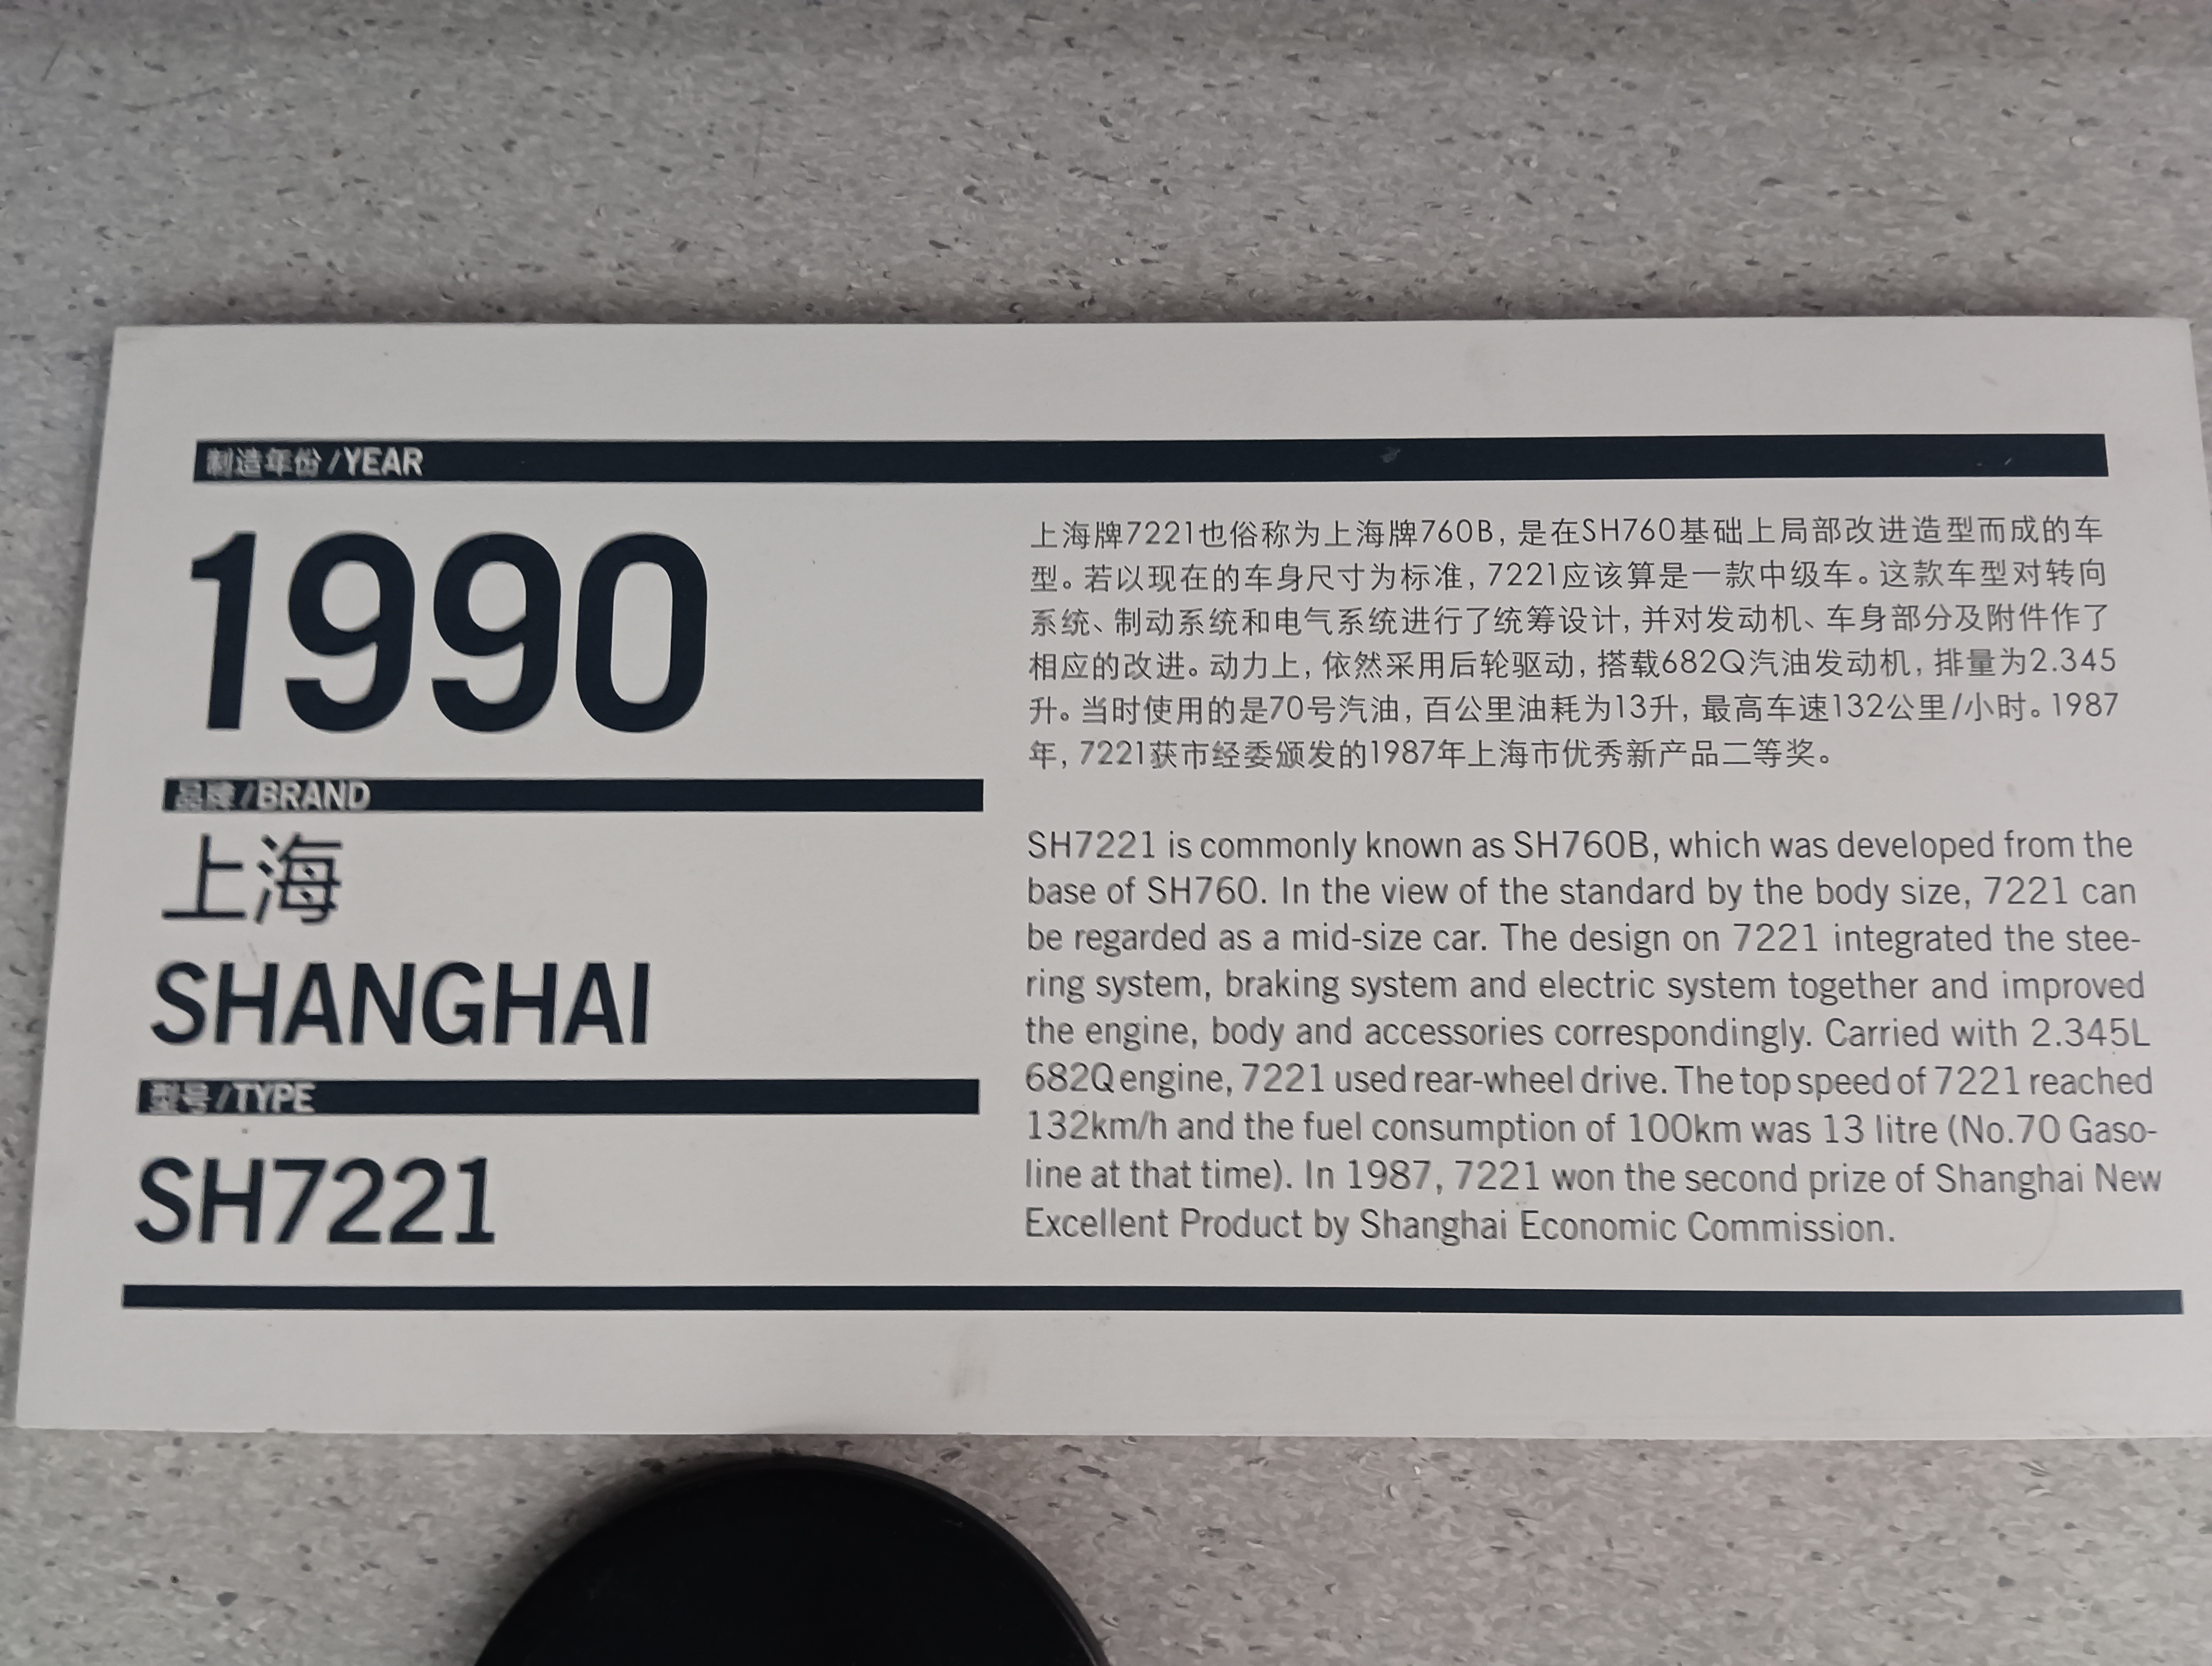 制造年份/YEAR
1990
品牌/BRAND
上海
SHANGHAI
型号/TYPE
SH7221
上海牌7221也俗称为上海牌760B, 是在SH760基础上局部改进造型而成的车
型。若以现在的车身尺寸为标准, 7221应该算是一款中级车。这款车型对转向
系统、制动系统和电气系统进行了统筹设计, 并对发动机、车身部分及附件作了
相应的改进。动力上, 依然采用后轮驱动, 搭载682Q汽油发动机, 排量为2.345
升。当时使用的是70号汽油, 百公里油耗为13升, 最高车速132公里/小时。1987
年, 7221获市经委颁发的1987年上海市优秀新产品二等奖。
SH7221 is commonly known as SH760B, which was developed from the
base of SH760. In the view of the standard by the body size, 7221 can
be regarded as a mid-size car. The design on 7221 integrated the stee-
ring system, braking system and electric system together and improved
the engine, body and accessories correspondingly. Carried with 2.345L
682Q engine, 7221 used rear-wheel drive. The top speed of 7221 reached
132km/h and the fuel consumption of 100km was 13 litre (No.70 Gaso-
line at that time). In 1987, 7221 won the second prize of Shanghai New
Excellent Product by Shanghai Economic Commission.